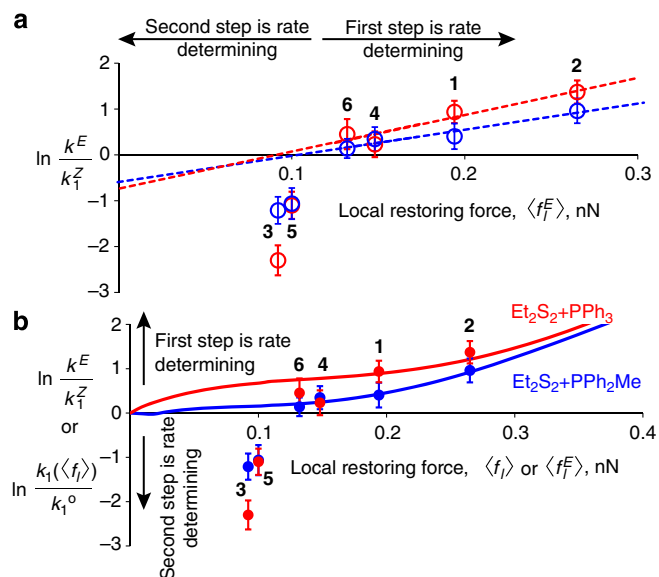 a
Second step is rate determining
First step is rate determining
2
1
0
−1
−2
−3
ln k^E / k_1^Z
0.1
0.2
0.3
6
4
1
2
3
5
Local restoring force, ⟨f_l^E⟩, nN
b
2
1
0
−1
−2
−3
First step is rate determining
Second step is rate determining
Et₂S₂+PPh₃
Et₂S₂+PPh₂Me
ln k^E / k_1^Z
or
ln k_1(⟨f_l⟩) / k_1^o
6
4
1
2
3
5
0.1
0.2
0.3
0.4
Local restoring force, ⟨f_l⟩ or ⟨f_l^E⟩, nN